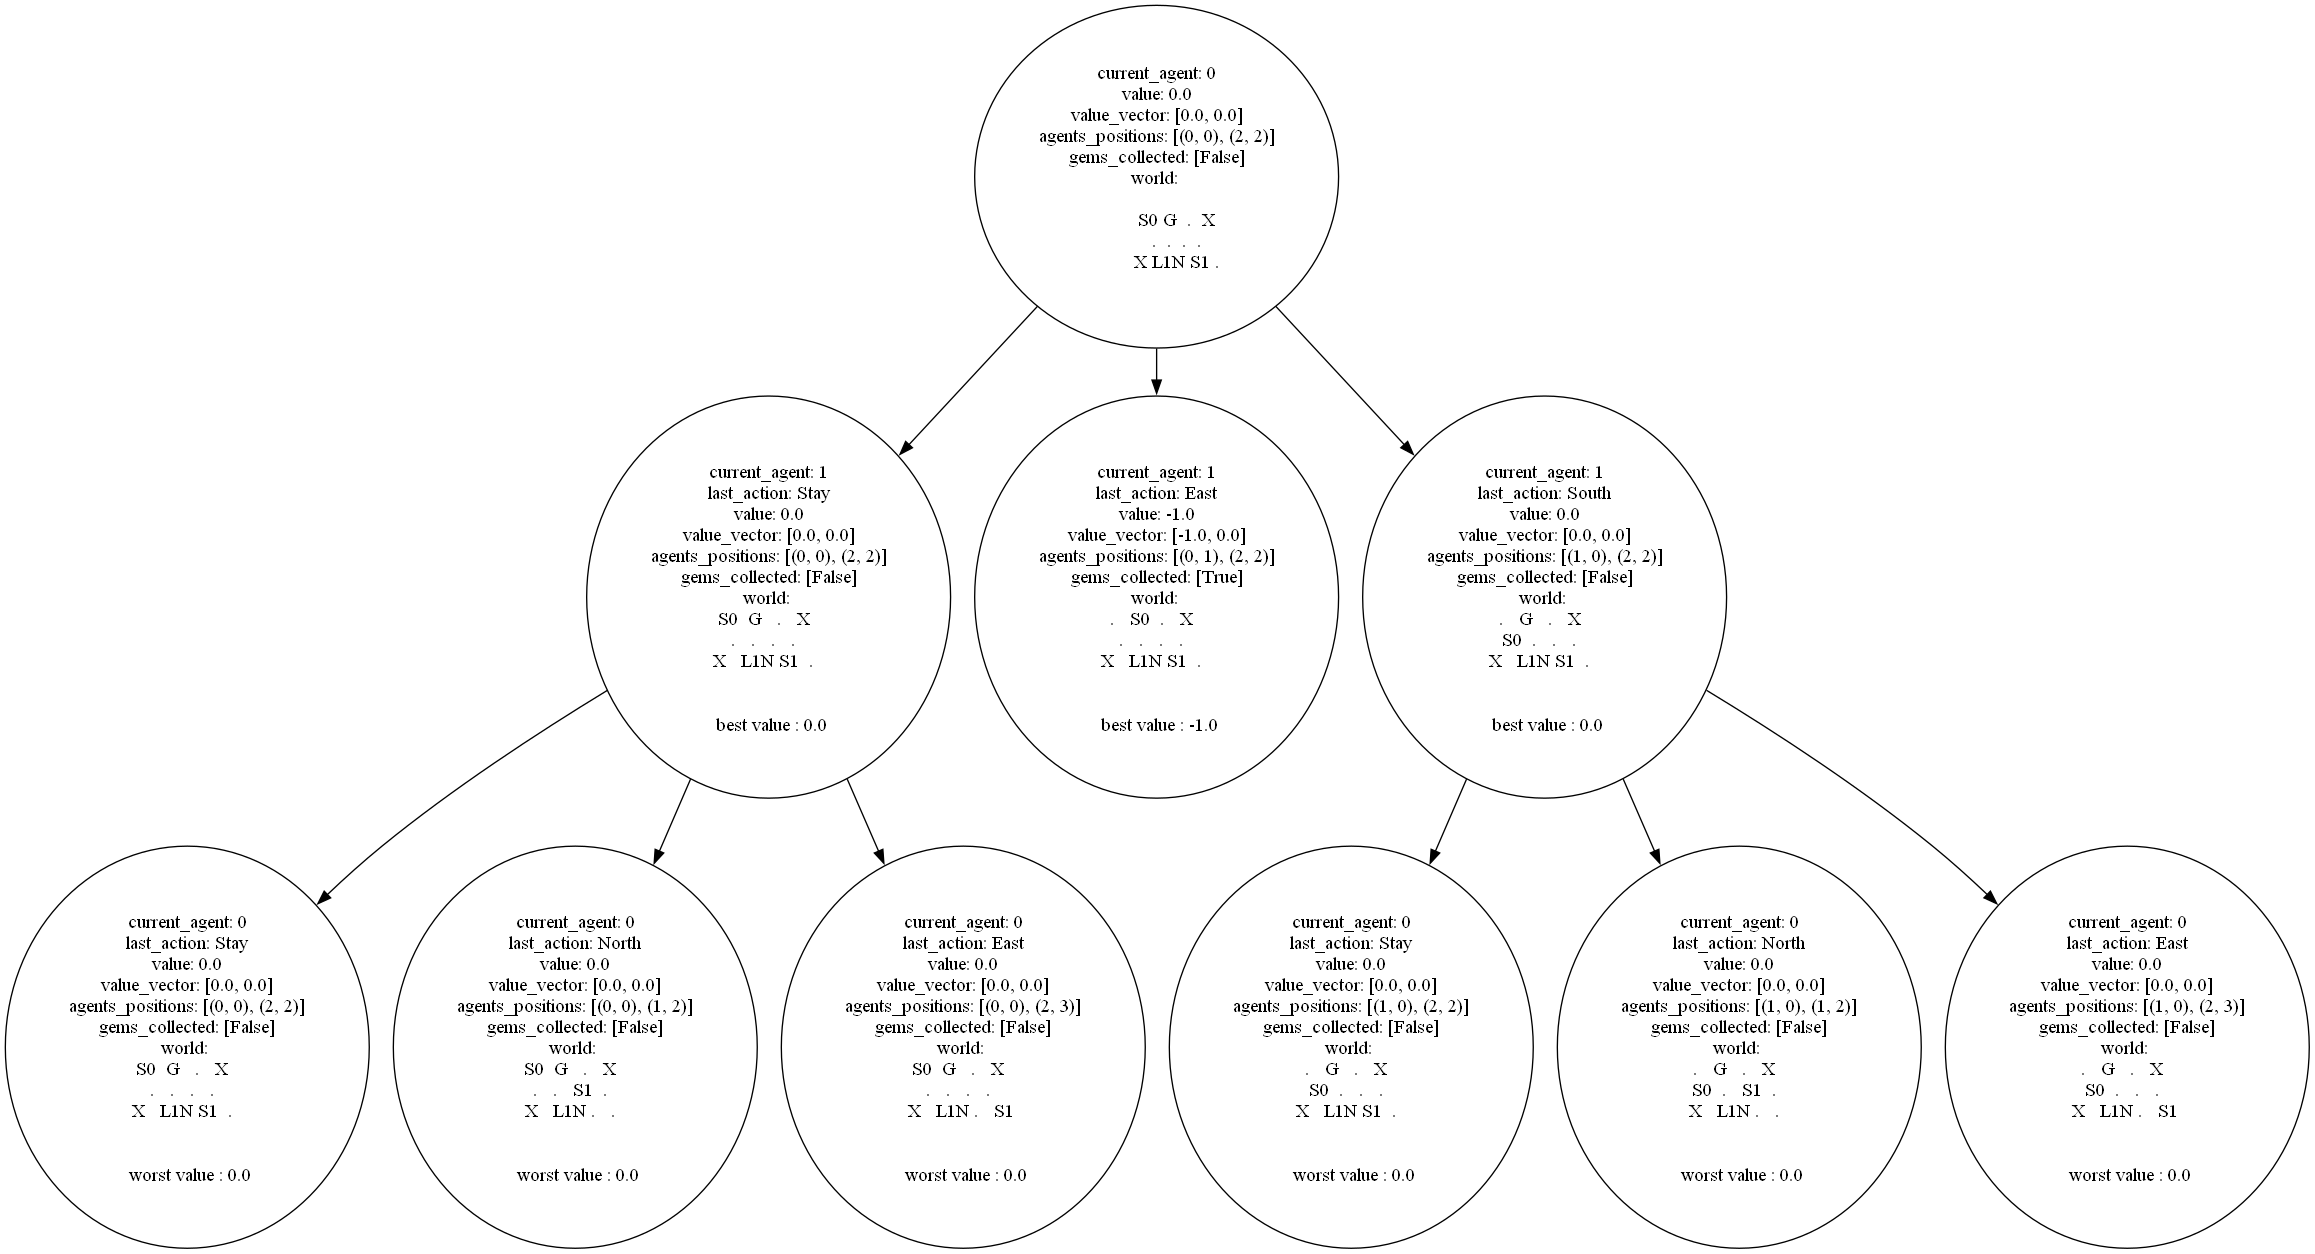 current_agent: 0
value: 0.0
value_vector: [0.0, 0.0]
agents_positions: [(0, 0), (2, 2)]
gems_collected: [False]
world:
S0 G . X
. . . .
X L1N S1 .
current_agent: 1
last_action: Stay
value: 0.0
value_vector: [0.0, 0.0]
agents_positions: [(0, 0), (2, 2)]
gems_collected: [False]
world:
S0 G . X
. . . .
X L1N S1 .
best value : 0.0
current_agent: 1
last_action: East
value: -1.0
value_vector: [-1.0, 0.0]
agents_positions: [(0, 1), (2, 2)]
gems_collected: [True]
world:
. S0 . X
. . . .
X L1N S1 .
best value : -1.0
current_agent: 1
last_action: South
value: 0.0
value_vector: [0.0, 0.0]
agents_positions: [(1, 0), (2, 2)]
gems_collected: [False]
world:
. G . X
S0 . . .
X L1N S1 .
best value : 0.0
current_agent: 0
last_action: Stay
value: 0.0
value_vector: [0.0, 0.0]
agents_positions: [(0, 0), (2, 2)]
gems_collected: [False]
world:
S0 G . X
. . . .
X L1N S1 .
worst value : 0.0
current_agent: 0
last_action: North
value: 0.0
value_vector: [0.0, 0.0]
agents_positions: [(0, 0), (1, 2)]
gems_collected: [False]
world:
S0 G . X
. . S1 .
X L1N . .
worst value : 0.0
current_agent: 0
last_action: East
value: 0.0
value_vector: [0.0, 0.0]
agents_positions: [(0, 0), (2, 3)]
gems_collected: [False]
world:
S0 G . X
. . . .
X L1N . S1
worst value : 0.0
current_agent: 0
last_action: Stay
value: 0.0
value_vector: [0.0, 0.0]
agents_positions: [(1, 0), (2, 2)]
gems_collected: [False]
world:
. G . X
S0 . . .
X L1N S1 .
worst value : 0.0
current_agent: 0
last_action: North
value: 0.0
value_vector: [0.0, 0.0]
agents_positions: [(1, 0), (1, 2)]
gems_collected: [False]
world:
. G . X
S0 . S1 .
X L1N . .
worst value : 0.0
current_agent: 0
last_action: East
value: 0.0
value_vector: [0.0, 0.0]
agents_positions: [(1, 0), (2, 3)]
gems_collected: [False]
world:
. G . X
S0 . . .
X L1N . S1
worst value : 0.0